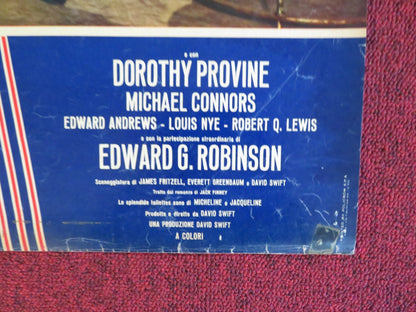 e con
DOROTHY PROVINE
MICHAEL CONNORS
EDWARD ANDREWS - LOUIS NYE - ROBERT Q. LEWIS
e con la partecipazione straordinaria di
EDWARD G. ROBINSON
Sceneggiatura di JAMES FRITZELL, EVERETT GREENBAUM e DAVID SWIFT
Tratto dal romanzo di JACK FINNEY
Le splendide toilettes sono di MICHELINE e JACQUELINE
Prodotto e diretto da DAVID SWIFT
UNA PRODUZIONE DAVID SWIFT
A COLORI